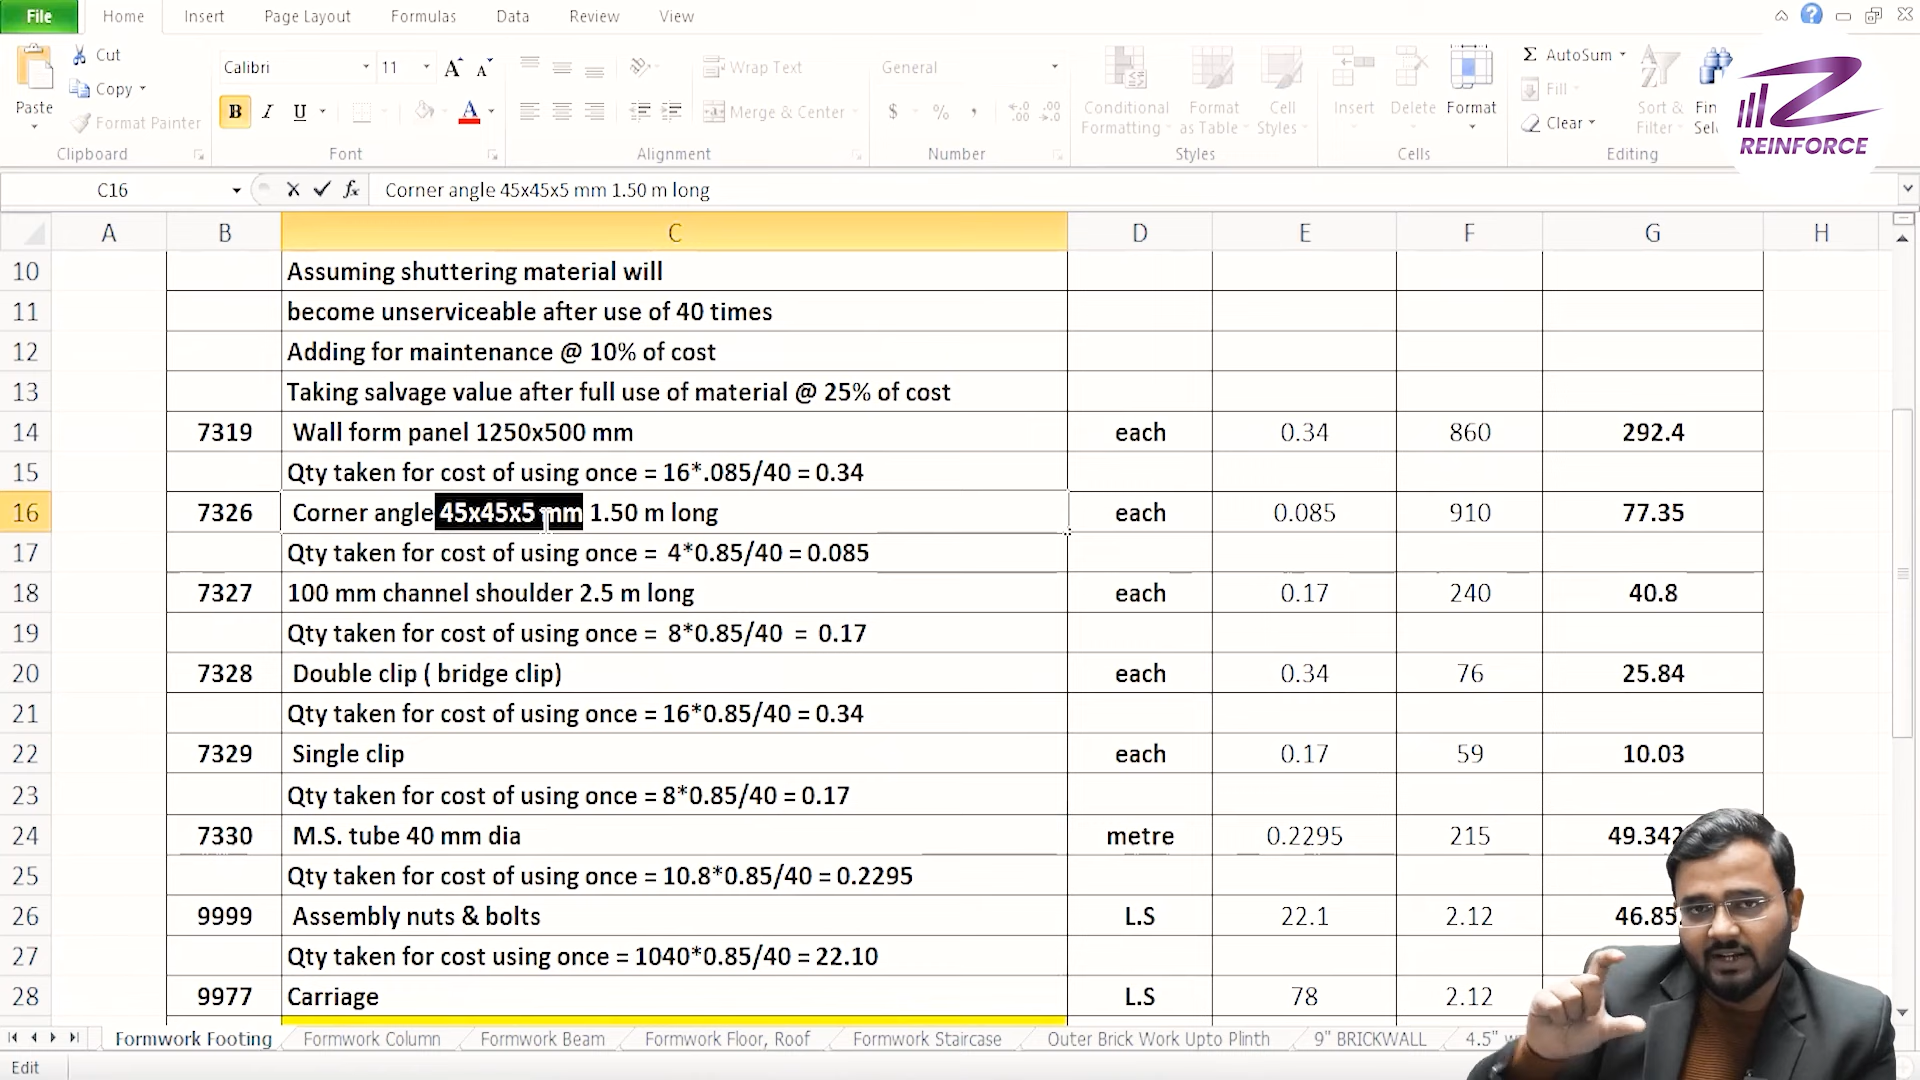 File Home Insert Page Layout Formulas Data Review View
Paste Cut Copy Format Painter Clipboard
Calibri 11 A A B I U A Font
Wrap Text Merge & Center Alignment
General $ % , Number
Conditional Formatting Format as Table Cell Styles Styles
Insert Delete Format Cells
Σ AutoSum Fill Clear Sort & Filter Editing
REINFORCE
C16 fx Corner angle 45x45x5 mm 1.50 m long
A B C D E F G H
10 Assuming shuttering material will
11 become unserviceable after use of 40 times
12 Adding for maintenance @ 10% of cost
13 Taking salvage value after full use of material @ 25% of cost
14 7319 Wall form panel 1250x500 mm each 0.34 860 292.4
15 Qty taken for cost of using once = 16*.085/40 = 0.34
16 7326 Corner angle 45x45x5 mm 1.50 m long each 0.085 910 77.35
17 Qty taken for cost of using once = 4*0.85/40 = 0.085
18 7327 100 mm channel shoulder 2.5 m long each 0.17 240 40.8
19 Qty taken for cost of using once = 8*0.85/40 = 0.17
20 7328 Double clip ( bridge clip) each 0.34 76 25.84
21 Qty taken for cost of using once = 16*0.85/40 = 0.34
22 7329 Single clip each 0.17 59 10.03
23 Qty taken for cost of using once = 8*0.85/40 = 0.17
24 7330 M.S. tube 40 mm dia metre 0.2295 215
25 Qty taken for cost of using once = 10.8*0.85/40 = 0.2295
26 9999 Assembly nuts & bolts L.S 22.1 2.12
27 Qty taken for cost using once = 1040*0.85/40 = 22.10
28 9977 Carriage L.S 78 2.12
Formwork Footing Formwork Column Formwork Beam Formwork Floor, Roof Formwork Staircase Outer Brick Work Upto Plinth 9" BRICKWALL 4.5"
Edit